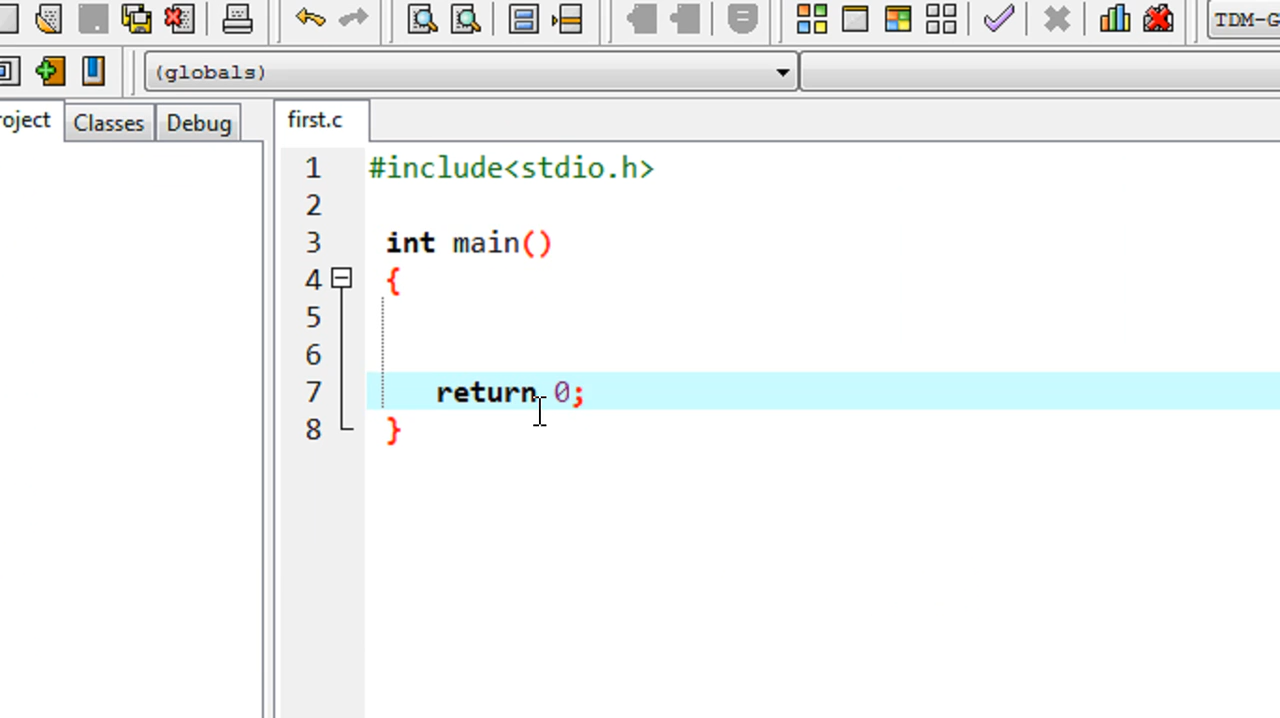 TDM-G
(globals)
roject Classes Debug first.c
1 #include<stdio.h>
2
3 int main()
4 {
5
6
7 return 0;
8 }